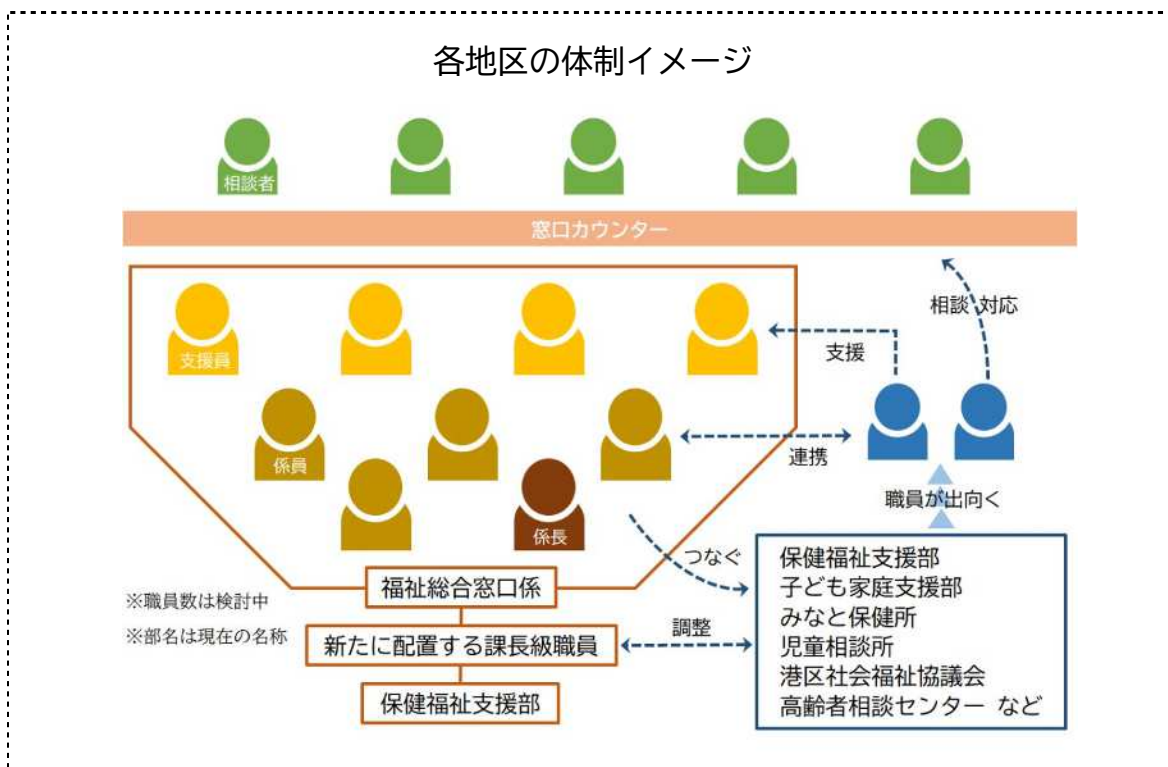 各地区の体制イメージ
相談者
窓口カウンター
支援員
係員
係長
支援
相談 対応
連携
職員が出向く
つなぐ
福祉総合窓口係
※職員数は検討中
※部名は現在の名称
新たに配置する課長級職員
調整
保健福祉支援部
保健福祉支援部
子ども家庭支援部
みなと保健所
児童相談所
港区社会福祉協議会
高齢者相談センター など